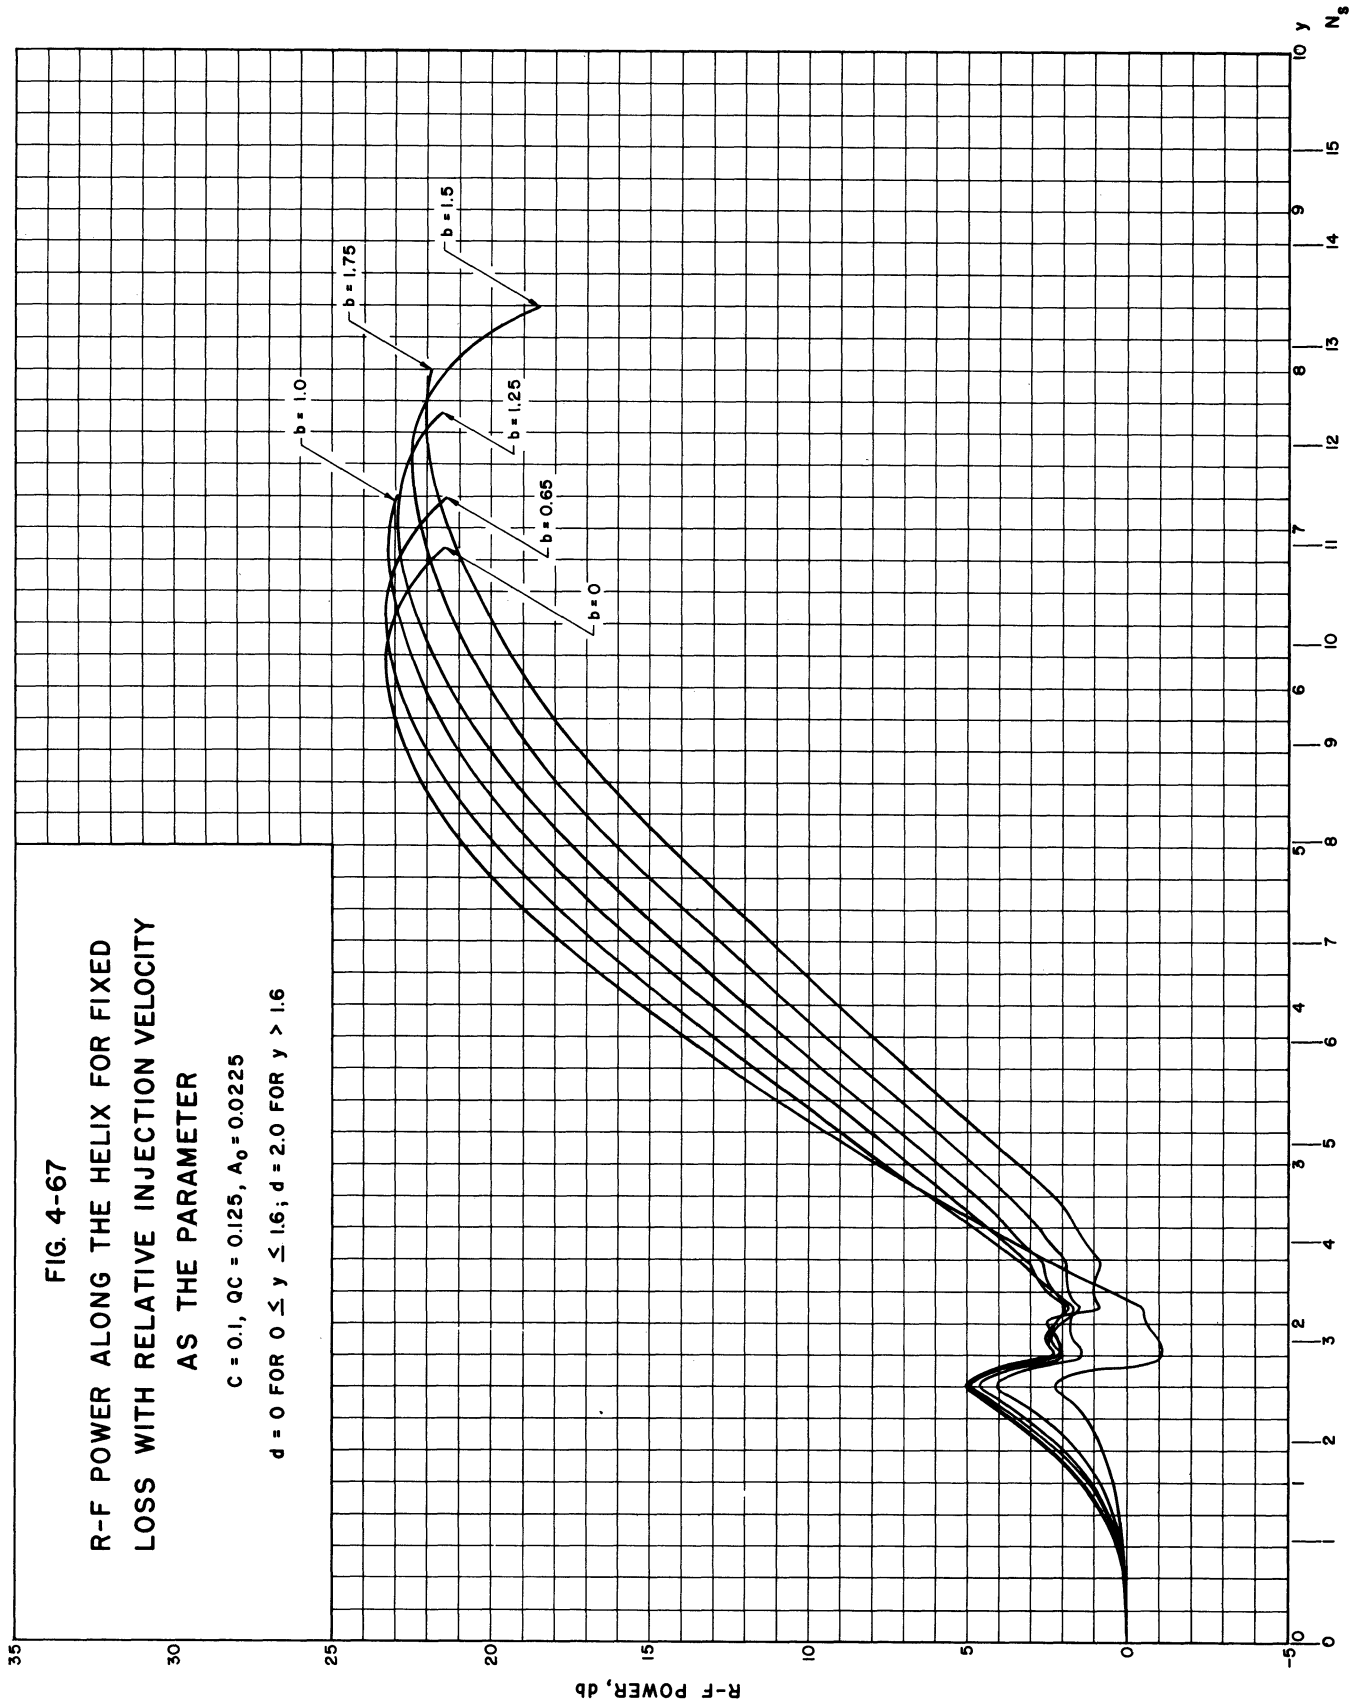 FIG. 4-67
R-F POWER ALONG THE HELIX FOR FIXED
LOSS WITH RELATIVE INJECTION VELOCITY
AS THE PARAMETER
C = 0.1, QC = 0.125, A₀ = 0.0225
d = 0 FOR 0 ≤ y ≤ 1.6; d = 2.0 FOR y > 1.6
R-F POWER, db
35
30
25
20
15
10
5
0
-5
b = 1.0
b = 1.75
b = 1.5
b = 1.25
b = 0.65
b = 0
0 1 2 3 4 5 6 7 8 9 10 y
0 1 2 3 4 5 6 7 8 9 10 11 12 13 14 15 Nₛ